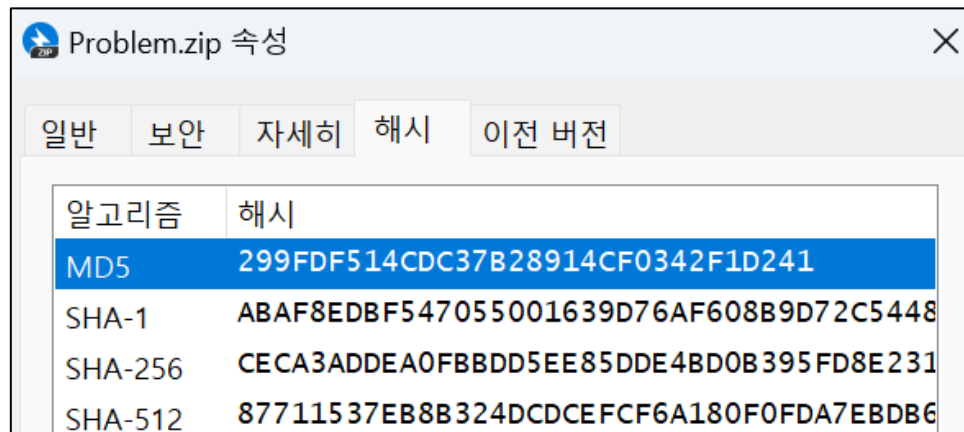 Problem.zip 속성
일반 보안 자세히 해시 이전 버전
알고리즘 해시
MD5 299FDF514CDC37B28914CF0342F1D241
SHA-1 ABAF8EDBF547055001639D76AF608B9D72C5448
SHA-256 CECA3ADDEA0FBBDD5EE85DDE4BD0B395FD8E231
SHA-512 87711537EB8B324DCDCEFCF6A180F0FDA7EBDB6